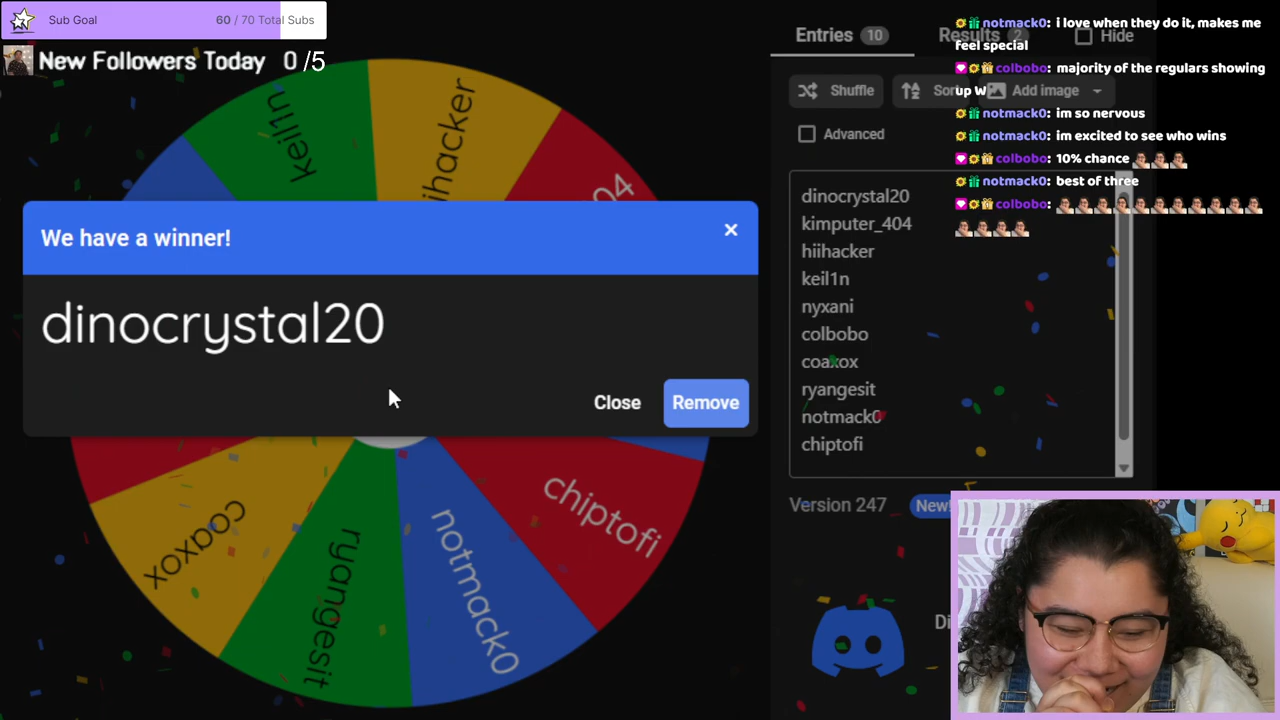 Sub Goal 60 / 70 Total Subs
New Followers Today 0 /5
keil1n
ihacker
04
We have a winner!
dinocrystal20
Close Remove
coaxox
ryangesit
notmack0
chiptofi
Entries 10 Results 2 Hide
Shuffle Sor Add image
Advanced
dinocrystal20
kimputer_404
hiihacker
keil1n
nyxani
colbobo
coaxox
ryangesit
notmack0
chiptofi
Version 247 New!
Di
notmack0: i love when they do it, makes me
feel special
colbobo: majority of the regulars showing
up W
notmack0: im so nervous
notmack0: im excited to see who wins
colbobo: 10% chance
notmack0: best of three
colbobo: